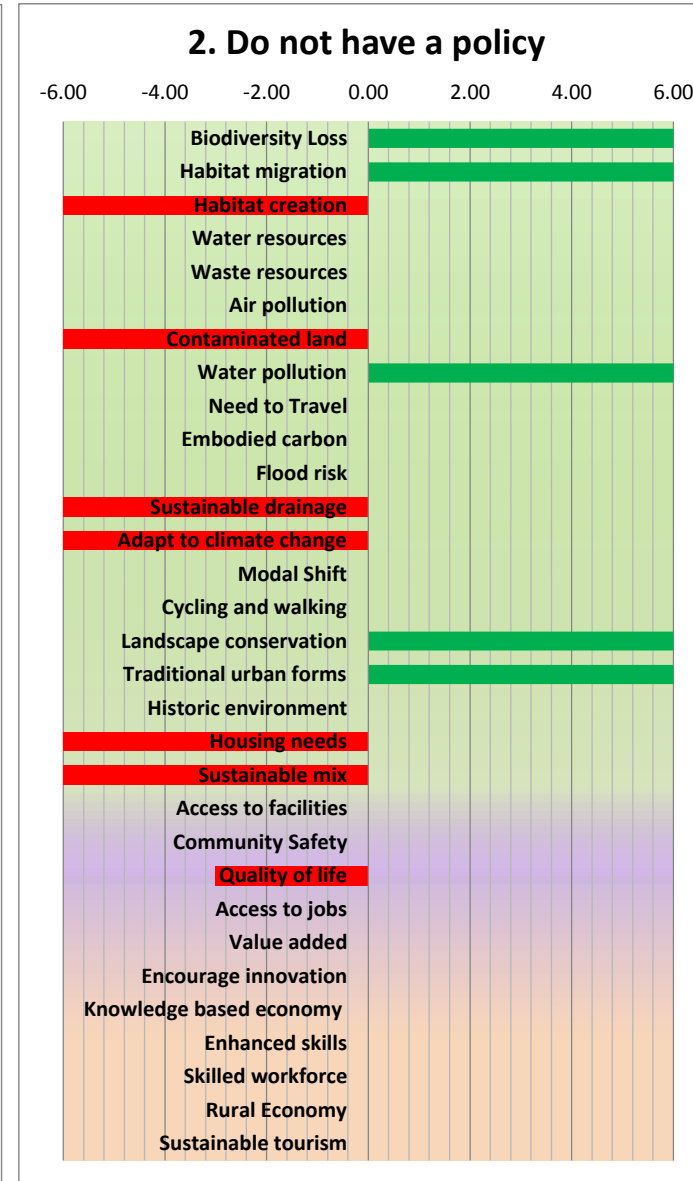 2. Do not have a policy
-6.00 -4.00 -2.00 0.00 2.00 4.00 6.00
Biodiversity Loss
Habitat migration
Habitat creation
Water resources
Waste resources
Air pollution
Contaminated land
Water pollution
Need to Travel
Embodied carbon
Flood risk
Sustainable drainage
Adapt to climate change
Modal Shift
Cycling and walking
Landscape conservation
Traditional urban forms
Historic environment
Housing needs
Sustainable mix
Access to facilities
Community Safety
Quality of life
Access to jobs
Value added
Encourage innovation
Knowledge based economy
Enhanced skills
Skilled workforce
Rural Economy
Sustainable tourism